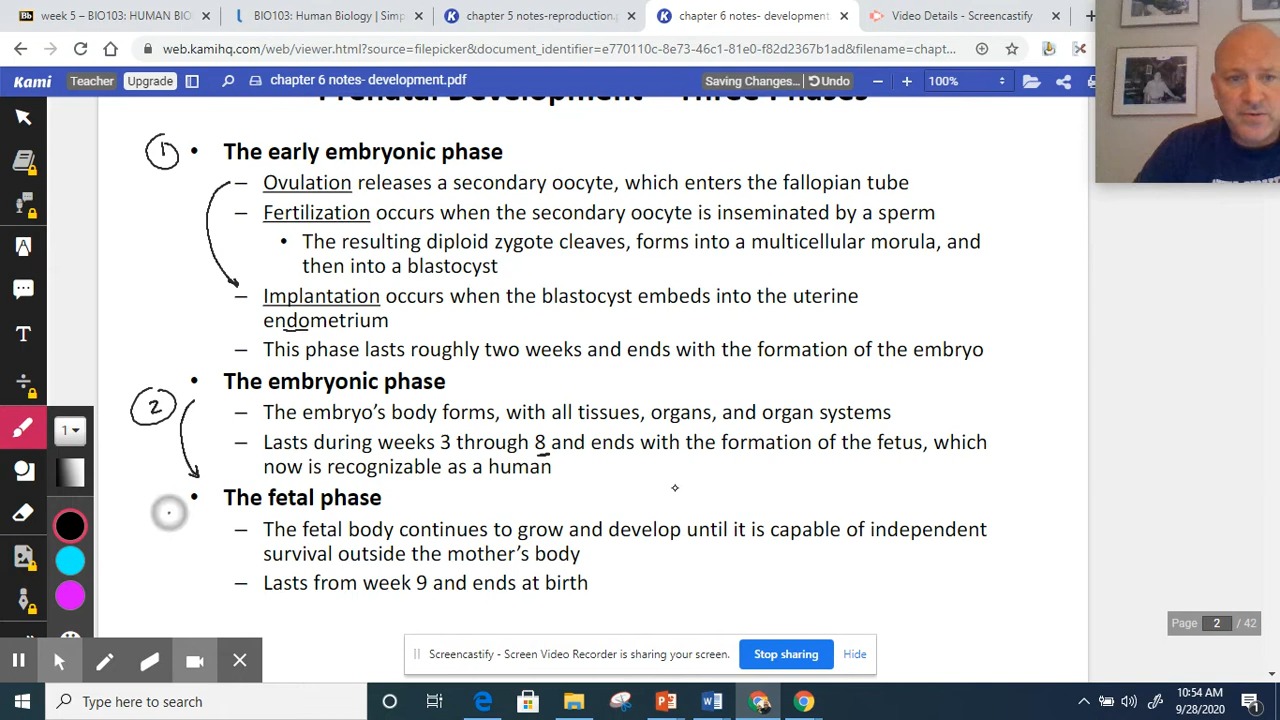 week 5 – BIO103: HUMAN BIO
BIO103: Human Biology | Simpl
chapter 5 notes-reproduction.p
chapter 6 notes- development
Video Details - Screencastify
web.kamihq.com/web/viewer.html?source=filepicker&document_identifier=e770110c-8e73-46c1-81e0-f82d2367b1ad&filename=chapt...
Kami
Teacher
Upgrade
chapter 6 notes- development.pdf
Saving Changes...
Undo
100%
Prenatal Development – Three Phases
1
• The early embryonic phase
– Ovulation releases a secondary oocyte, which enters the fallopian tube
– Fertilization occurs when the secondary oocyte is inseminated by a sperm
• The resulting diploid zygote cleaves, forms into a multicellular morula, and
then into a blastocyst
– Implantation occurs when the blastocyst embeds into the uterine
endometrium
– This phase lasts roughly two weeks and ends with the formation of the embryo
• The embryonic phase
2
– The embryo's body forms, with all tissues, organs, and organ systems
– Lasts during weeks 3 through 8 and ends with the formation of the fetus, which
now is recognizable as a human
• The fetal phase
– The fetal body continues to grow and develop until it is capable of independent
survival outside the mother's body
– Lasts from week 9 and ends at birth
1
Page 2 / 42
Screencastify - Screen Video Recorder is sharing your screen.
Stop sharing
Hide
Type here to search
10:54 AM
9/28/2020
1